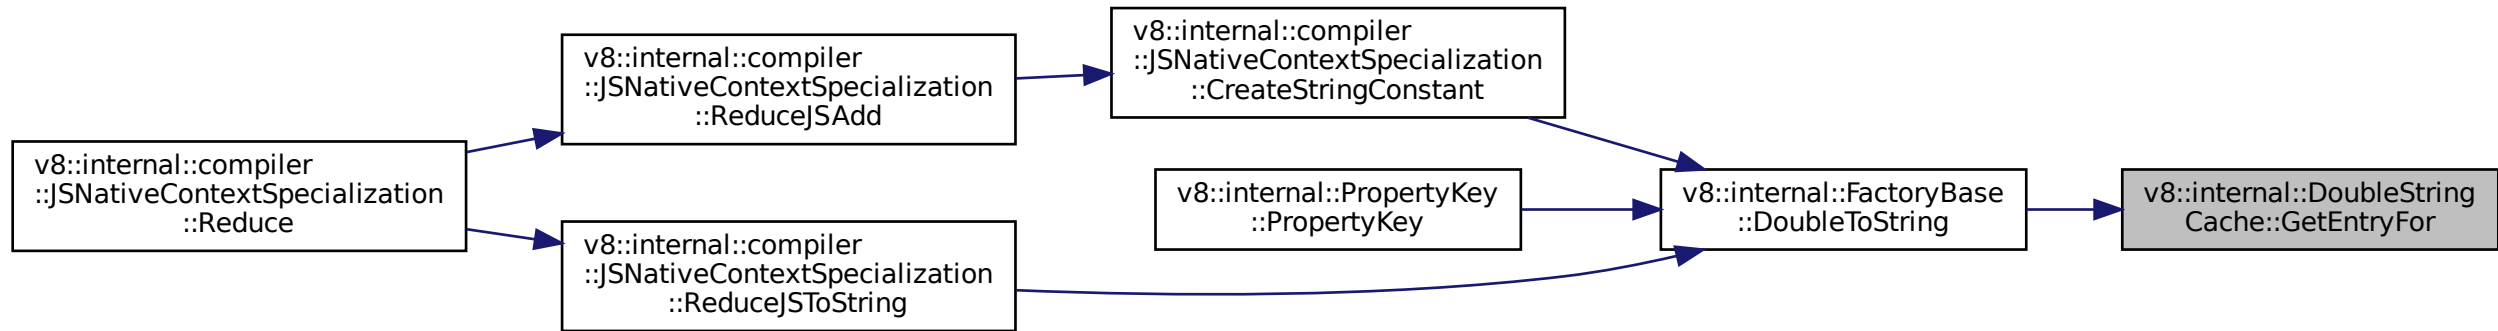 v8::internal::compiler
::JSNativeContextSpecialization
::Reduce
v8::internal::compiler
::JSNativeContextSpecialization
::ReduceJSAdd
v8::internal::compiler
::JSNativeContextSpecialization
::ReduceJSToString
v8::internal::compiler
::JSNativeContextSpecialization
::CreateStringConstant
v8::internal::PropertyKey
::PropertyKey
v8::internal::FactoryBase
::DoubleToString
v8::internal::DoubleString
Cache::GetEntryFor